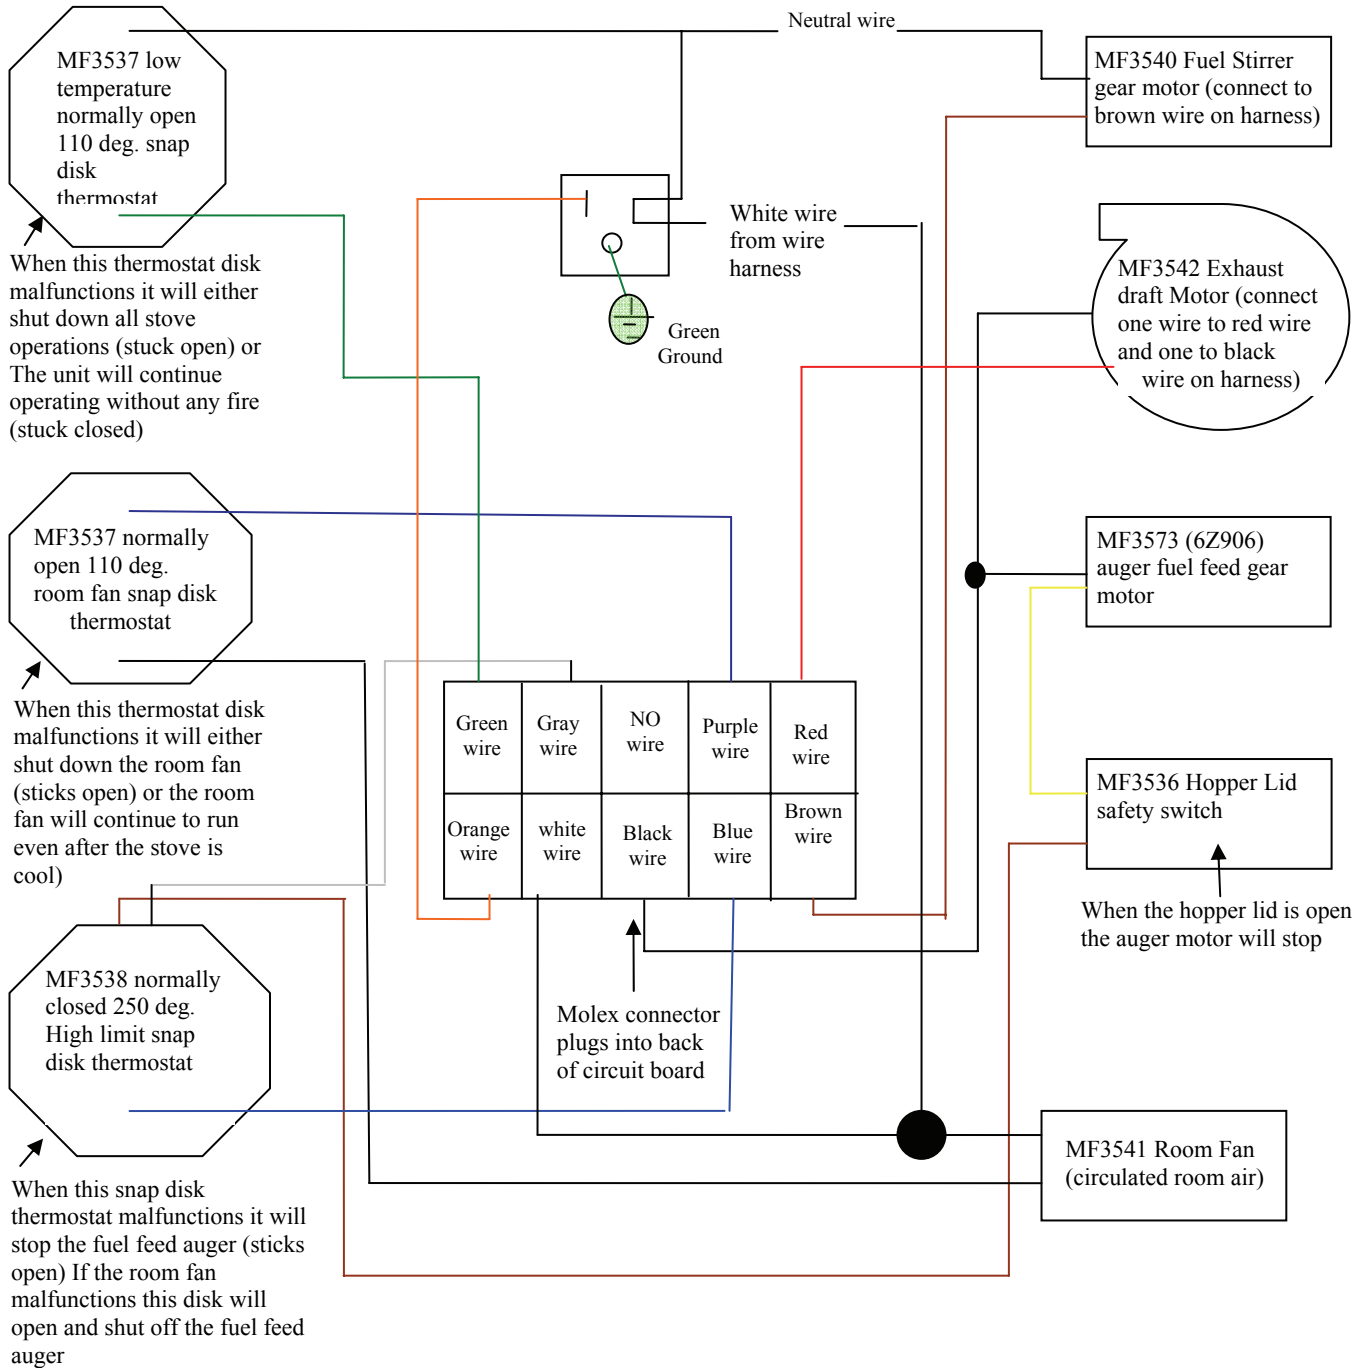 Neutral wire
MF3537 low
temperature
normally open
110 deg. snap
disk
thermostat
MF3540 Fuel Stirrer
gear motor (connect to
brown wire on harness)
White wire
from wire
harness
Green
Ground
When this thermostat disk
malfunctions it will either
shut down all stove
operations (stuck open) or
The unit will continue
operating without any fire
(stuck closed)
MF3542 Exhaust
draft Motor (connect
one wire to red wire
and one to black
wire on harness)
MF3537 normally
open 110 deg.
room fan snap disk
thermostat
MF3573 (6Z906)
auger fuel feed gear
motor
When this thermostat disk
malfunctions it will either
shut down the room fan
(sticks open) or the room
fan will continue to run
even after the stove is
cool)
Green
wire
Gray
wire
NO
wire
Purple
wire
Red
wire
Orange
wire
white
wire
Black
wire
Blue
wire
Brown
wire
MF3536 Hopper Lid
safety switch
When the hopper lid is open
the auger motor will stop
MF3538 normally
closed 250 deg.
High limit snap
disk thermostat
Molex connector
plugs into back
of circuit board
MF3541 Room Fan
(circulated room air)
When this snap disk
thermostat malfunctions it will
stop the fuel feed auger (sticks
open) If the room fan
malfunctions this disk will
open and shut off the fuel feed
auger